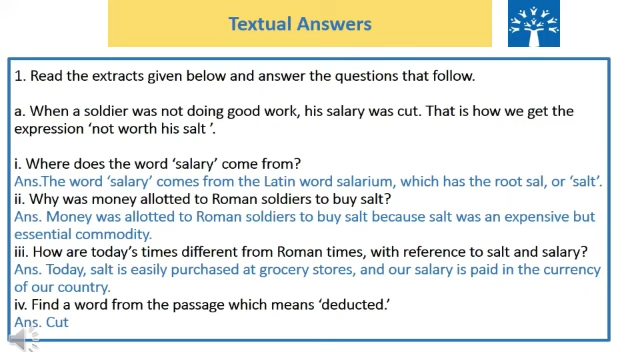 Textual Answers
1. Read the extracts given below and answer the questions that follow.
a. When a soldier was not doing good work, his salary was cut. That is how we get the
expression ‘not worth his salt ’.
i. Where does the word ‘salary’ come from?
Ans.The word ‘salary’ comes from the Latin word salarium, which has the root sal, or ‘salt’.
ii. Why was money allotted to Roman soldiers to buy salt?
Ans. Money was allotted to Roman soldiers to buy salt because salt was an expensive but
essential commodity.
iii. How are today’s times different from Roman times, with reference to salt and salary?
Ans. Today, salt is easily purchased at grocery stores, and our salary is paid in the currency
of our country.
iv. Find a word from the passage which means ‘deducted.’
Ans. Cut